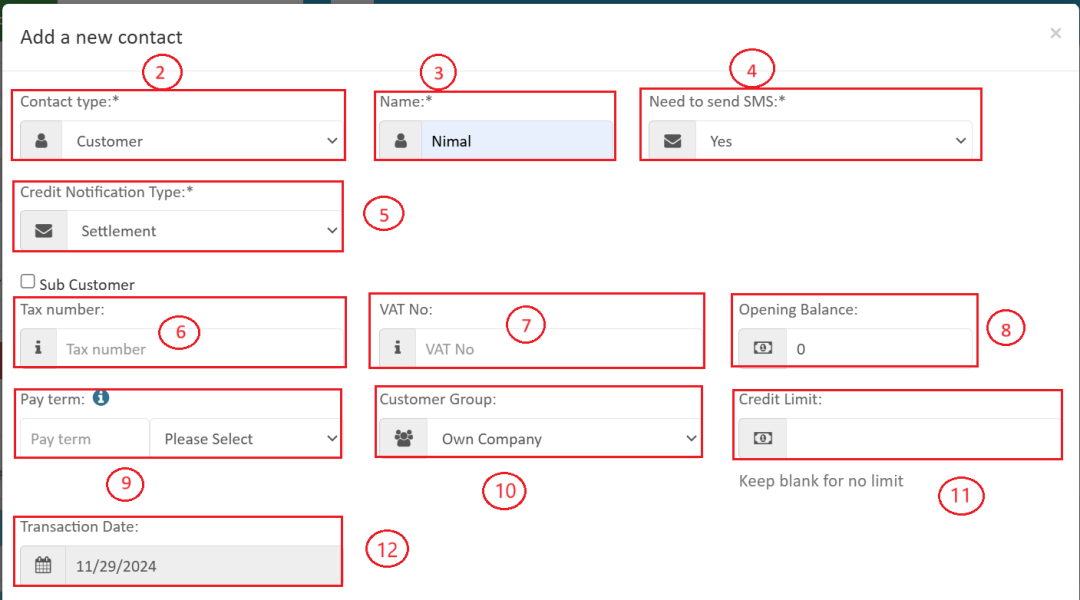 Add a new contact ×
2 3 4
Contact type:* Name:* Need to send SMS:*
Customer Nimal Yes
Credit Notification Type:*
5
Settlement
Sub Customer
Tax number: VAT No: Opening Balance:
6 7 8
Tax number VAT No 0
Pay term: Customer Group: Credit Limit:
Pay term Please Select Own Company
Keep blank for no limit
9 10 11
Transaction Date:
12
11/29/2024